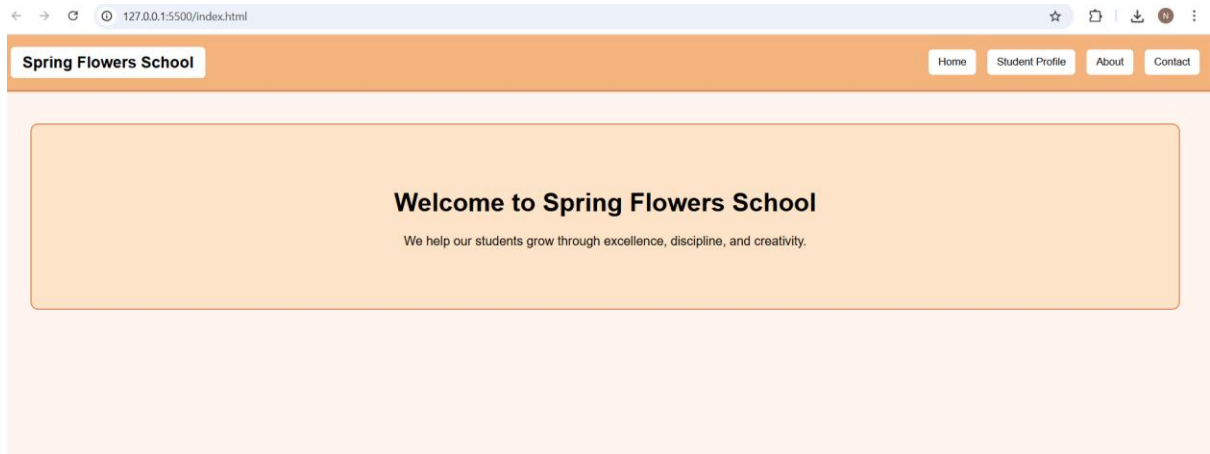 127.0.0.1:5500/index.html
N
Spring Flowers School
Home
Student Profile
About
Contact
Welcome to Spring Flowers School
We help our students grow through excellence, discipline, and creativity.